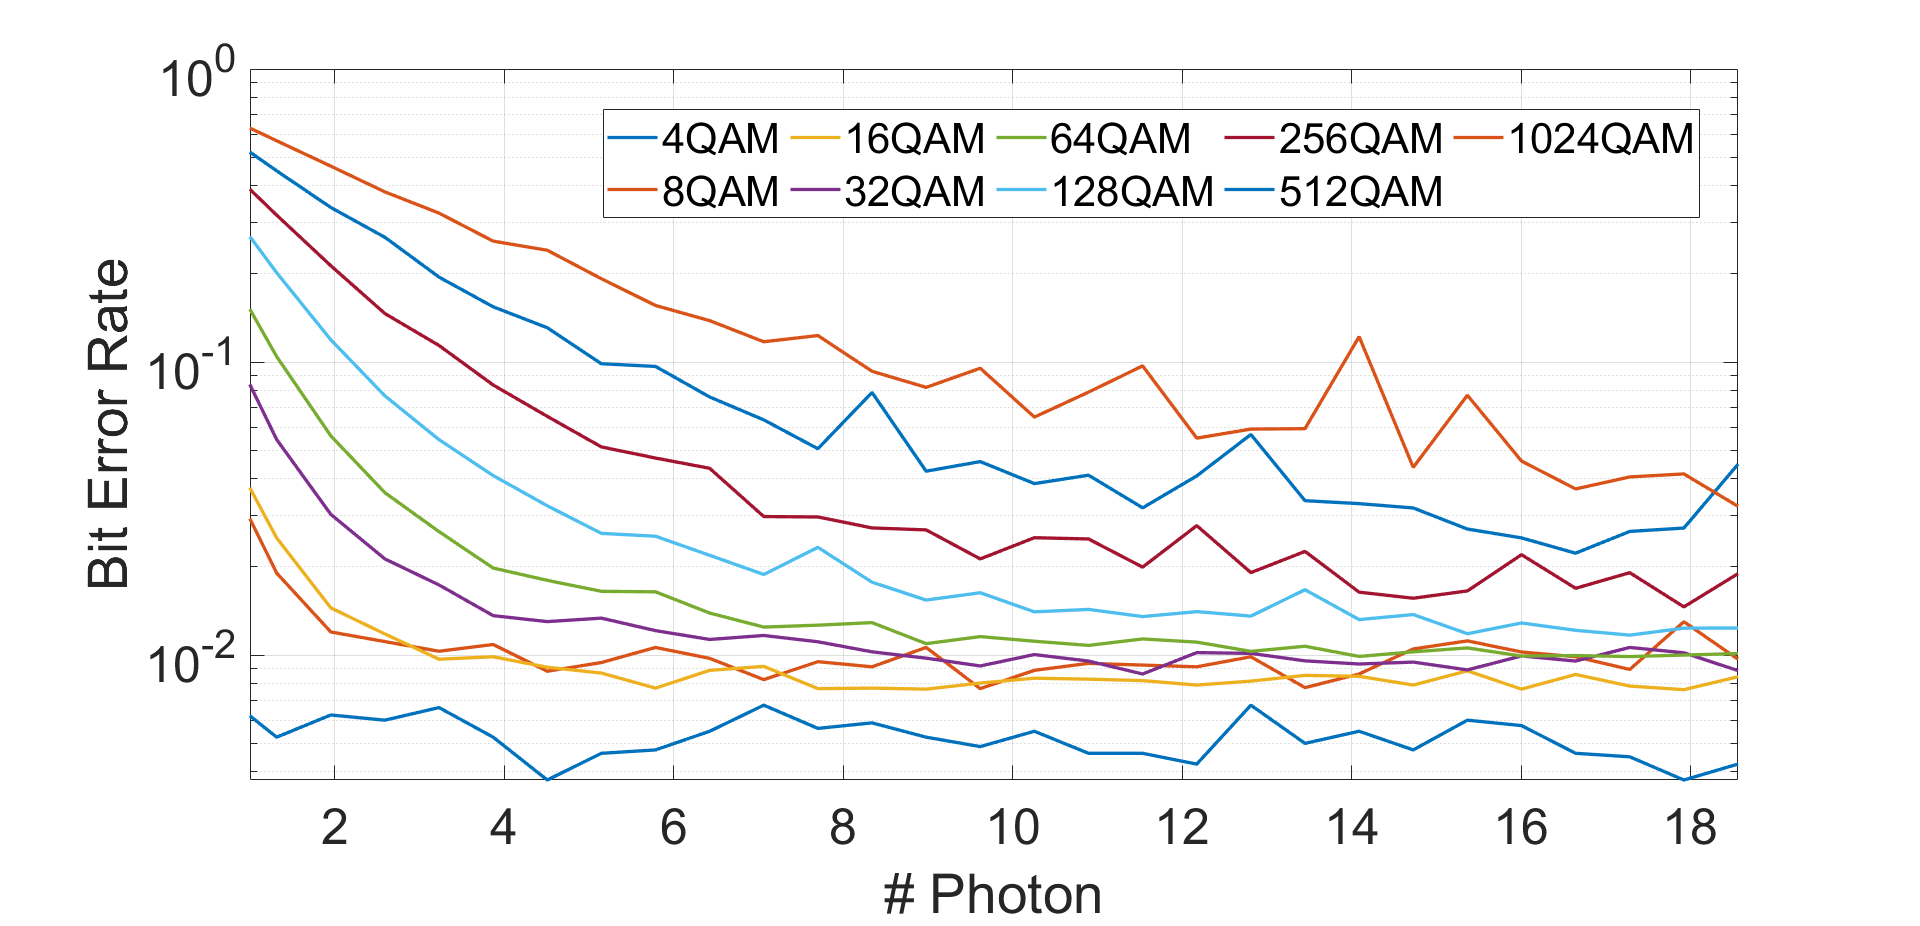 10^0
4QAM 16QAM 64QAM 256QAM 1024QAM
8QAM 32QAM 128QAM 512QAM
10^-1
10^-2
Bit Error Rate
2 4 6 8 10 12 14 16 18
# Photon